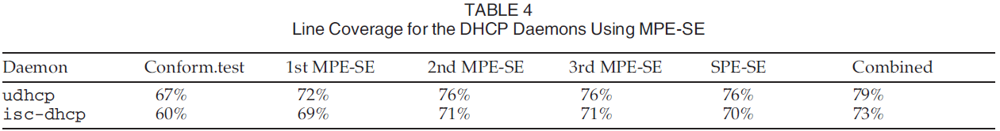 TABLE 4
Line Coverage for the DHCP Daemons Using MPE-SE
Daemon Conform.test 1st MPE-SE 2nd MPE-SE 3rd MPE-SE SPE-SE Combined
udhcp 67% 72% 76% 76% 76% 79%
isc-dhcp 60% 69% 71% 71% 70% 73%